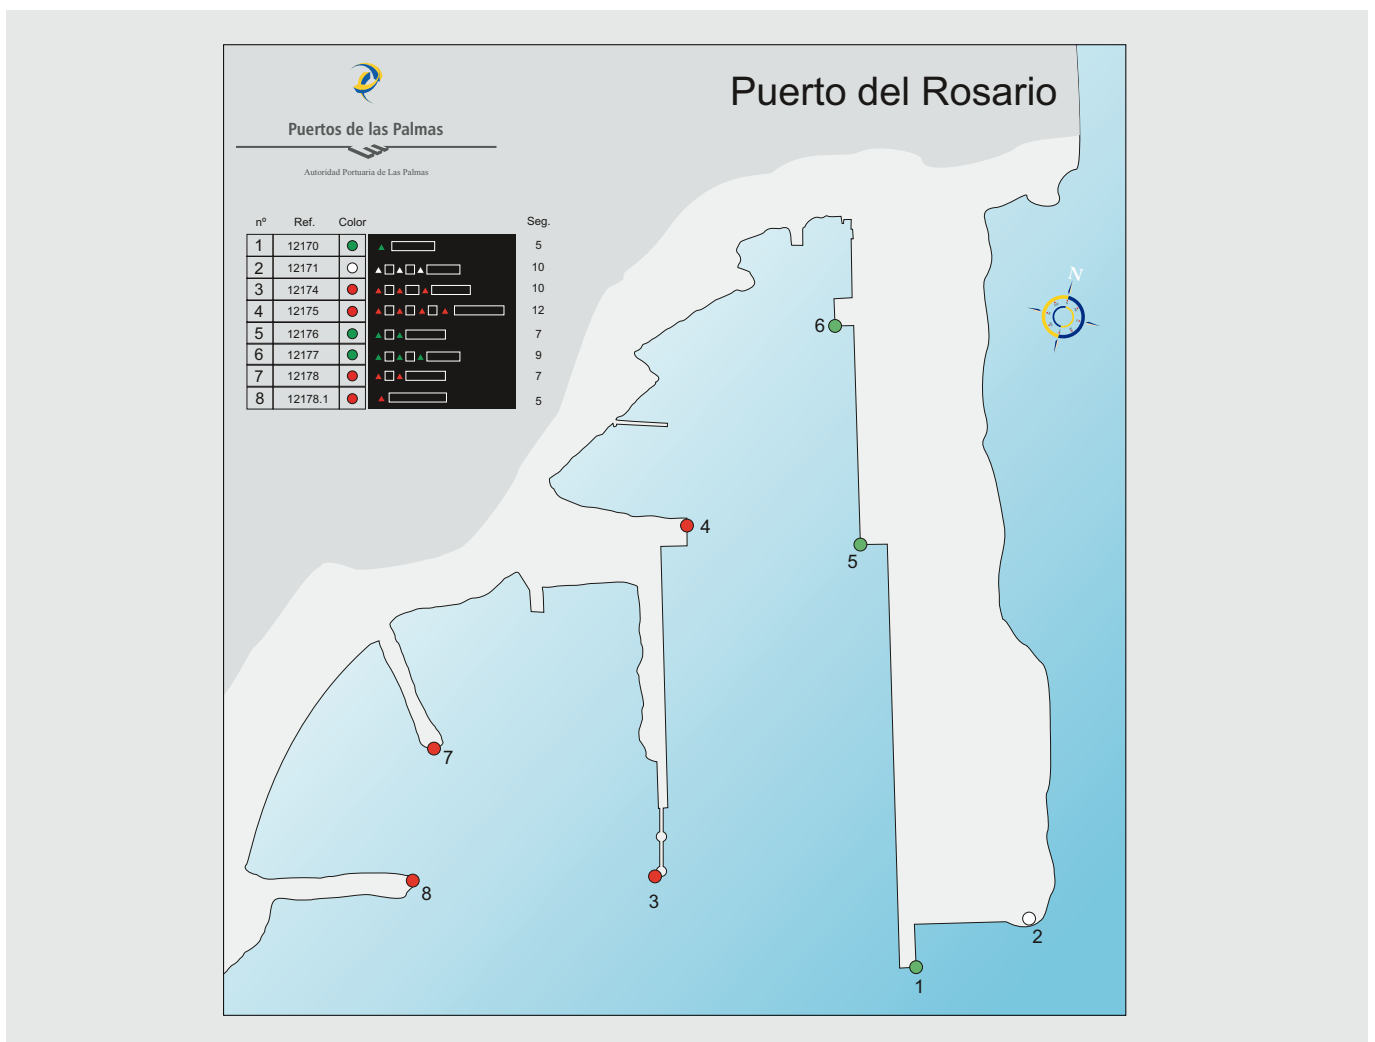 Puerto del Rosario
Puertos de las Palmas
Autoridad Portuaria de Las Palmas
nº Ref. Color Seg.
1 12170 5
2 12171 10
3 12174 10
4 12175 12
5 12176 7
6 12177 9
7 12178 7
8 12178.1 5
N
6
4
5
7
8
3
2
1